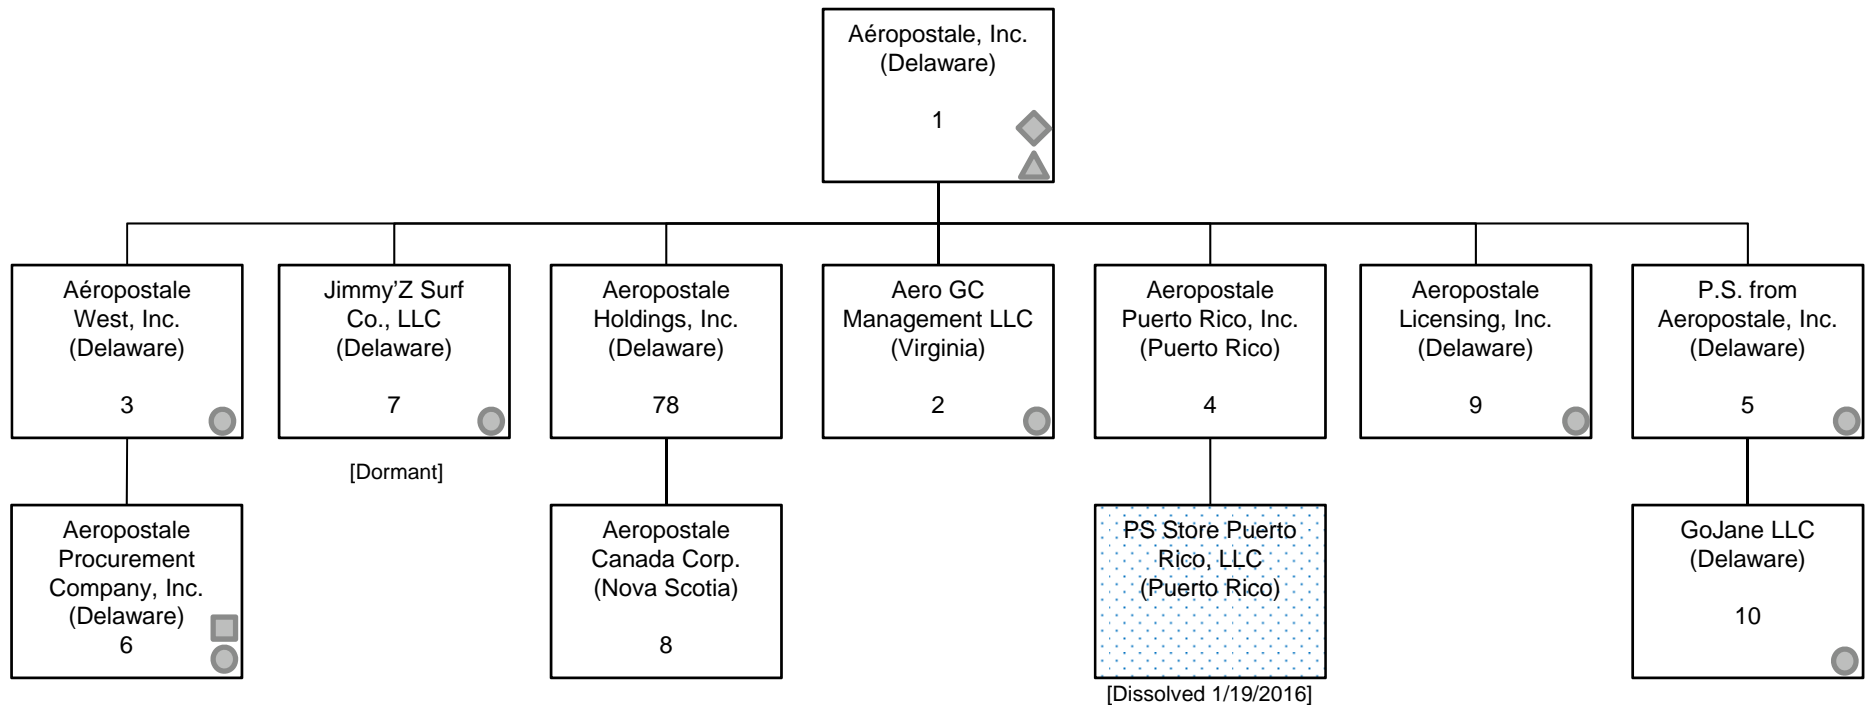 Aéropostale, Inc.
(Delaware)
1
Aéropostale
West, Inc.
(Delaware)
3
Jimmy’Z Surf
Co., LLC
(Delaware)
7
Aeropostale
Holdings, Inc.
(Delaware)
78
Aero GC
Management LLC
(Virginia)
2
Aeropostale
Puerto Rico, Inc.
(Puerto Rico)
4
Aeropostale
Licensing, Inc.
(Delaware)
9
P.S. from
Aeropostale, Inc.
(Delaware)
5
[Dormant]
Aeropostale
Procurement
Company, Inc.
(Delaware)
6
Aeropostale
Canada Corp.
(Nova Scotia)
8
PS Store Puerto
Rico, LLC
(Puerto Rico)
[Dissolved 1/19/2016]
GoJane LLC
(Delaware)
10